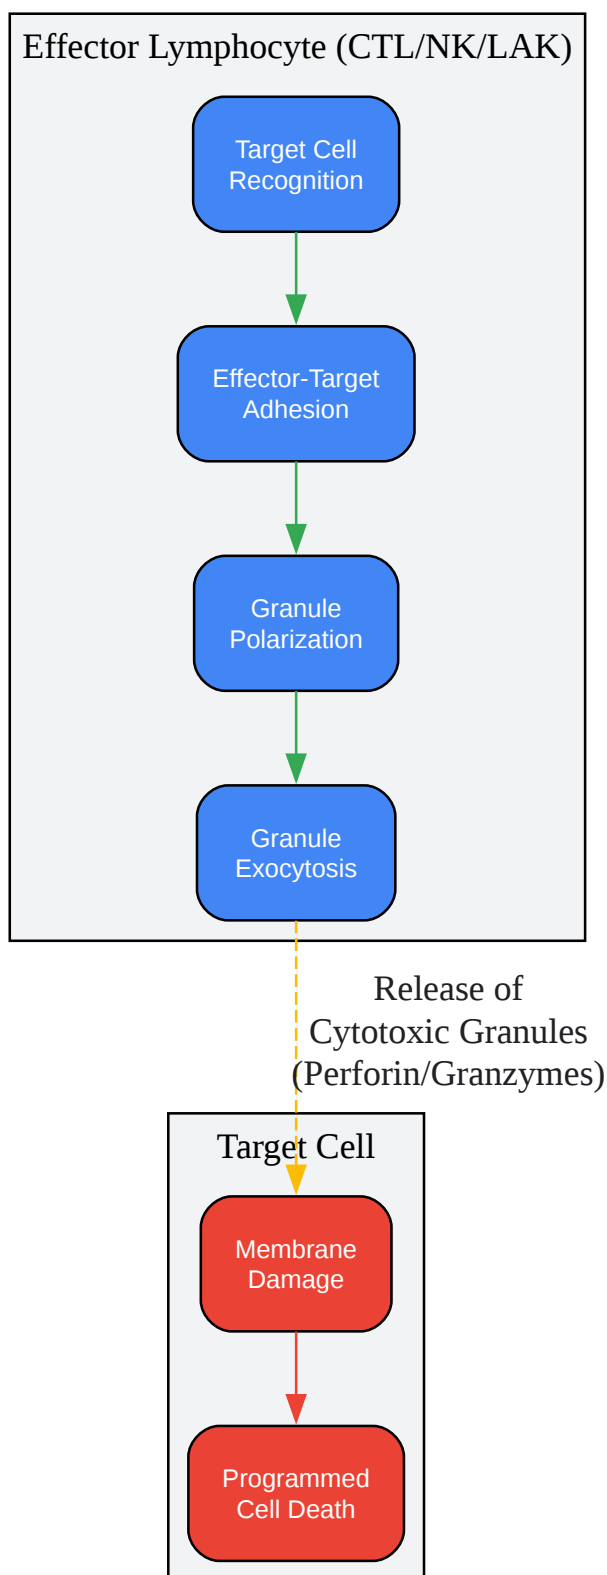 Effector Lymphocyte (CTL/NK/LAK)
Target Cell
Recognition
Effector-Target
Adhesion
Granule
Polarization
Granule
Exocytosis
Release of
Cytotoxic Granules
(Perforin/Granzymes)
Target Cell
Membrane
Damage
Programmed
Cell Death